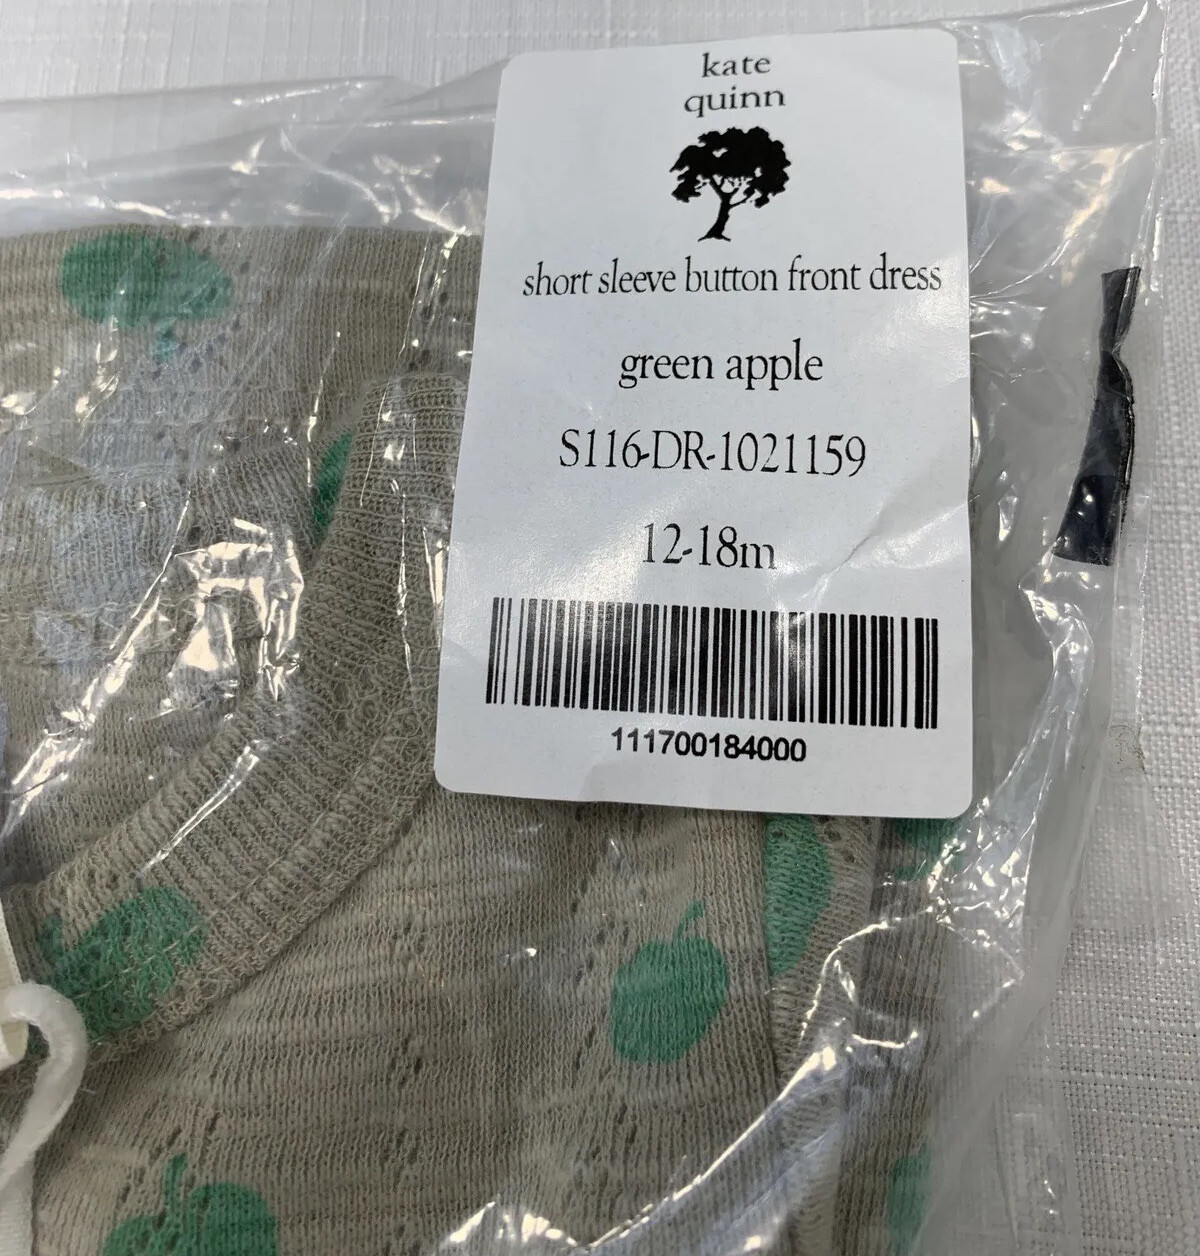 kate
quinn
short sleeve button front dress
green apple
S116-DR-1021159
12-18m
111700184000